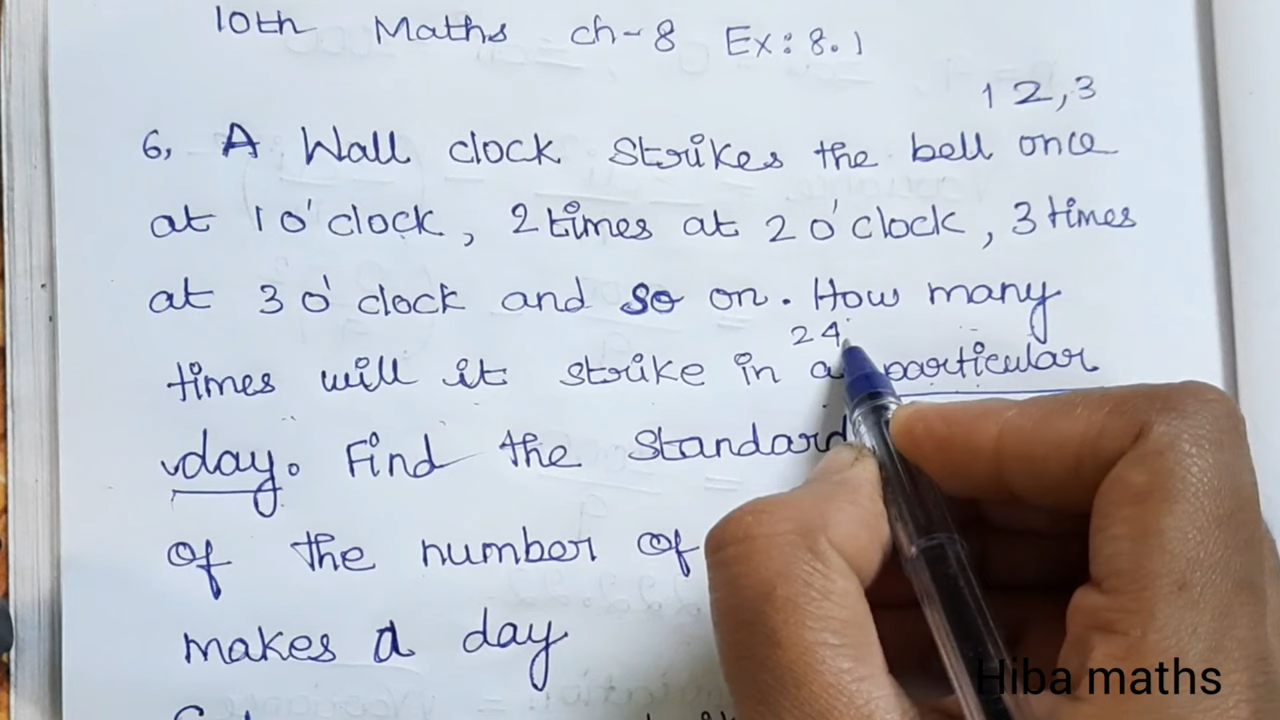 10th Maths ch-8 Ex: 8.1
1 2,3
6, A Wall clock strikes the bell once
at 1 o'clock, 2 times at 2 o'clock, 3 times
at 3 o'clock and so on. How many
24
times will it strike in a particular
day. Find the standard
of the number of
makes a day
Hiba maths